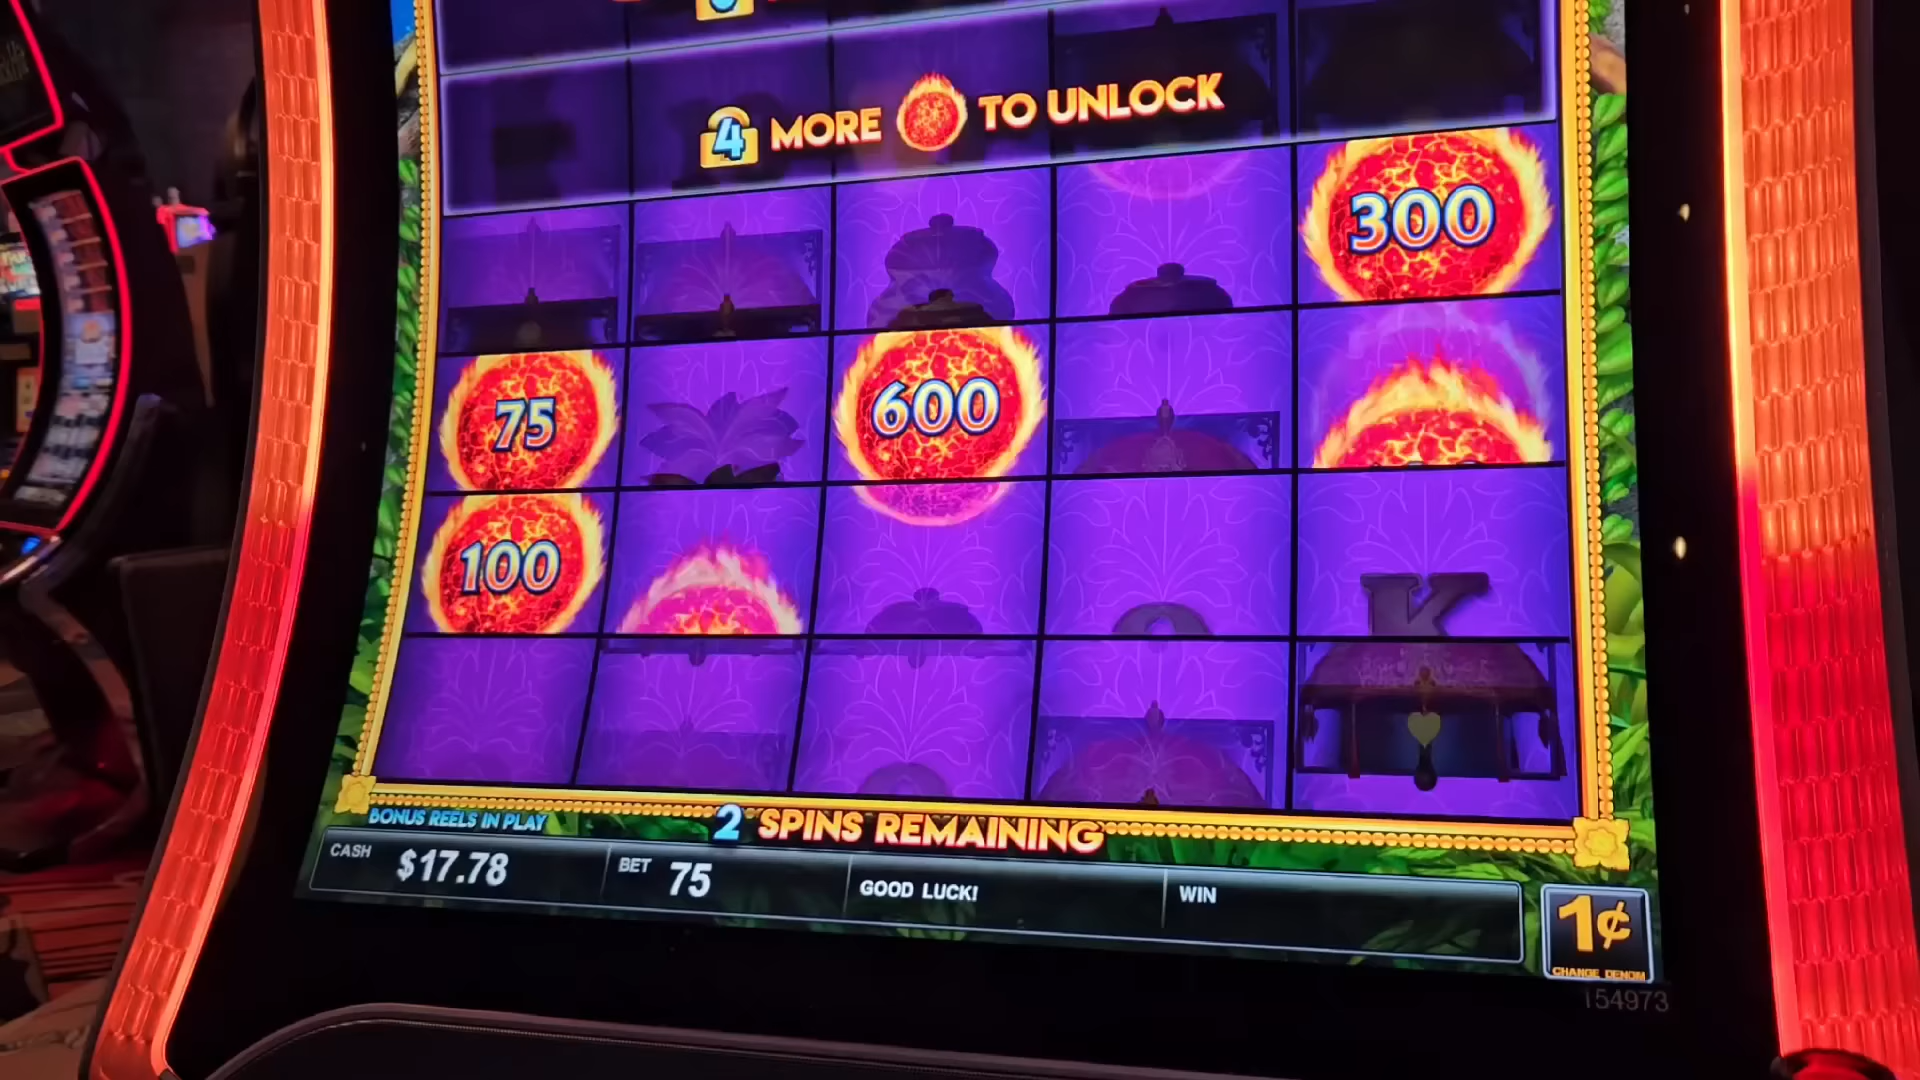 4 MORE TO UNLOCK
300
75
600
100
K
BONUS REELS IN PLAY
2 SPINS REMAINING
CASH $17.78
BET 75
GOOD LUCK!
WIN
1¢
CHANGE DENOM
154973